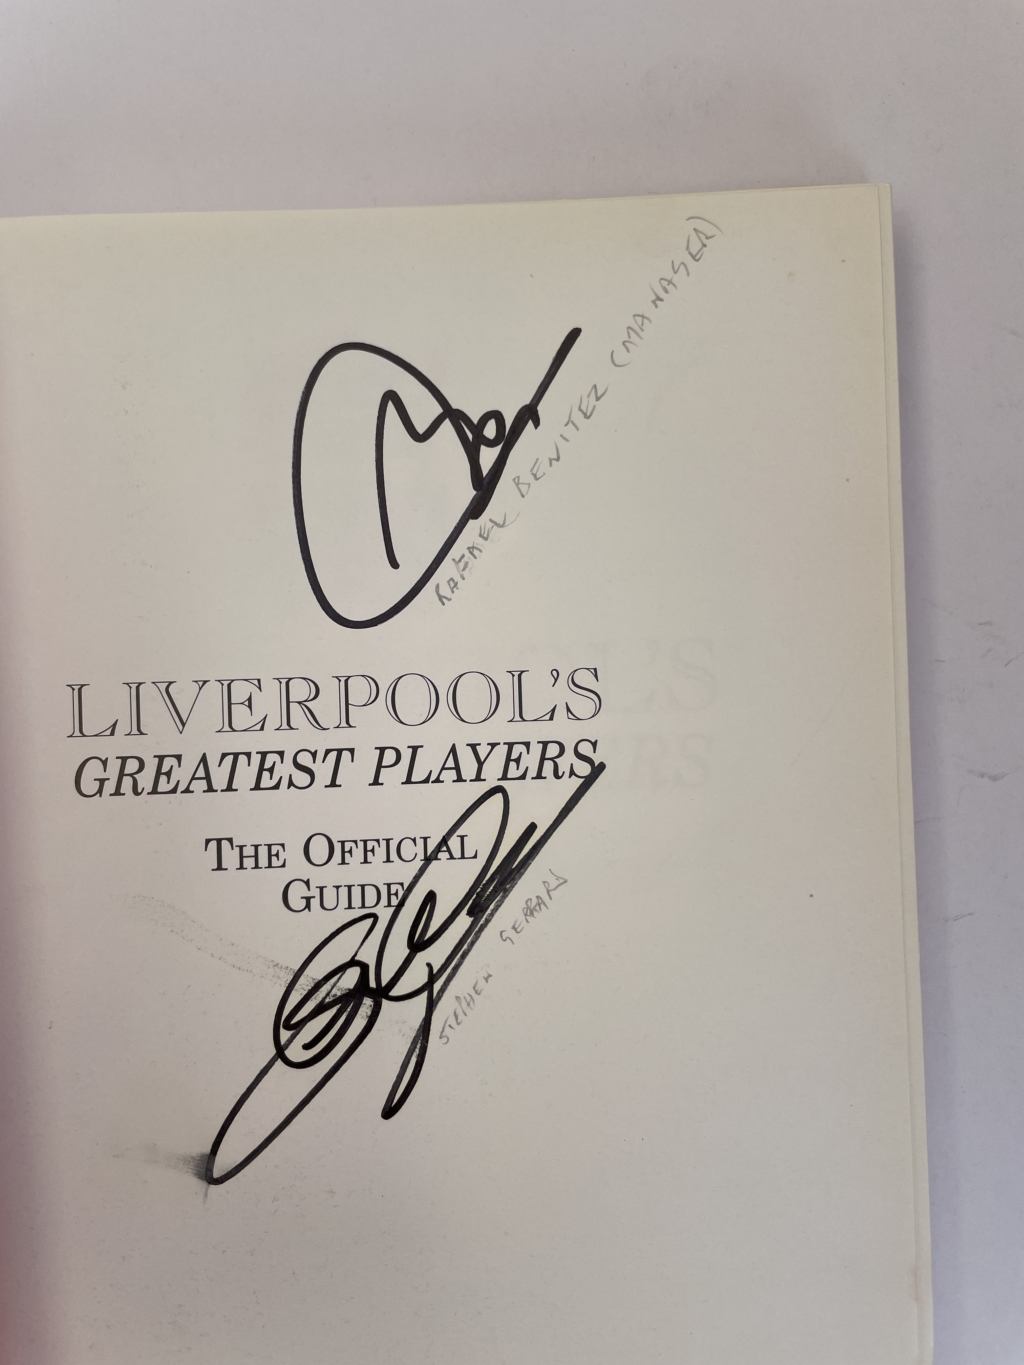 RAFAEL BENITEZ (MANAGER)
LIVERPOOL'S
GREATEST PLAYERS
THE OFFICIAL
GUIDE
STEPHEN GERRARD